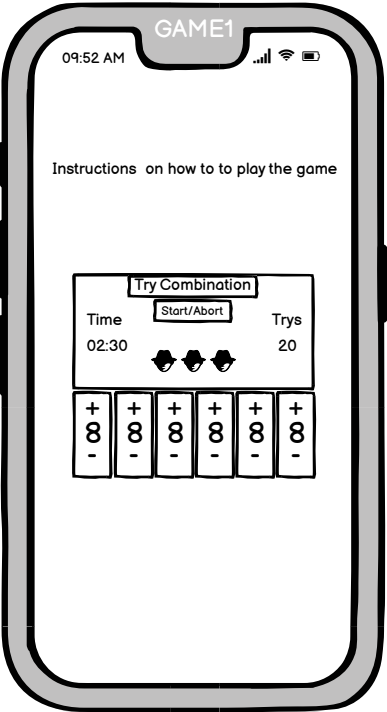 GAME1
09:52 AM
Instructions on how to to play the game
Try Combination
Start/Abort
Time Trys
02:30 20
+ + + + + +
8 8 8 8 8 8
- - - - - -